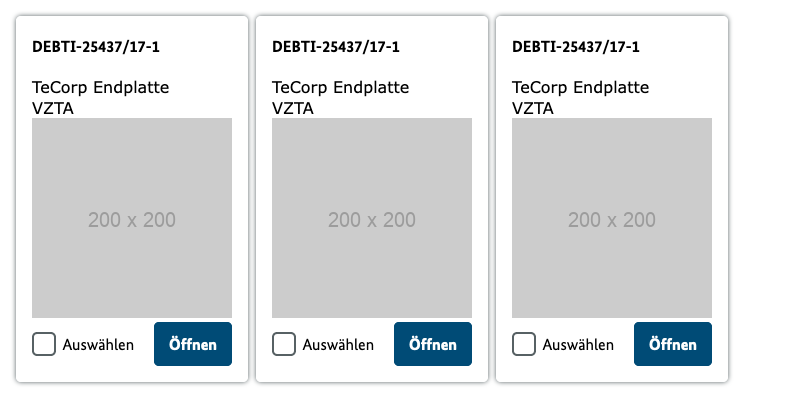 DEBTI-25437/17-1
TeCorp Endplatte
VZTA
200 x 200
Auswählen
Öffnen
DEBTI-25437/17-1
TeCorp Endplatte
VZTA
200 x 200
Auswählen
Öffnen
DEBTI-25437/17-1
TeCorp Endplatte
VZTA
200 x 200
Auswählen
Öffnen